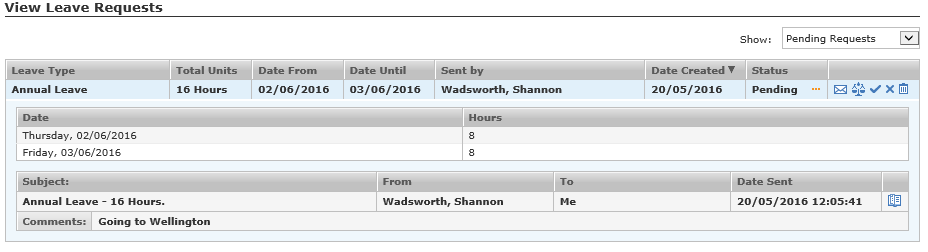 View Leave Requests
Show: Pending Requests
Leave Type Total Units Date From Date Until Sent by Date Created ▼ Status
Annual Leave 16 Hours 02/06/2016 03/06/2016 Wadsworth, Shannon 20/05/2016 Pending ...
Date Hours
Thursday, 02/06/2016 8
Friday, 03/06/2016 8
Subject: From To Date Sent
Annual Leave - 16 Hours. Wadsworth, Shannon Me 20/05/2016 12:05:41
Comments: Going to Wellington